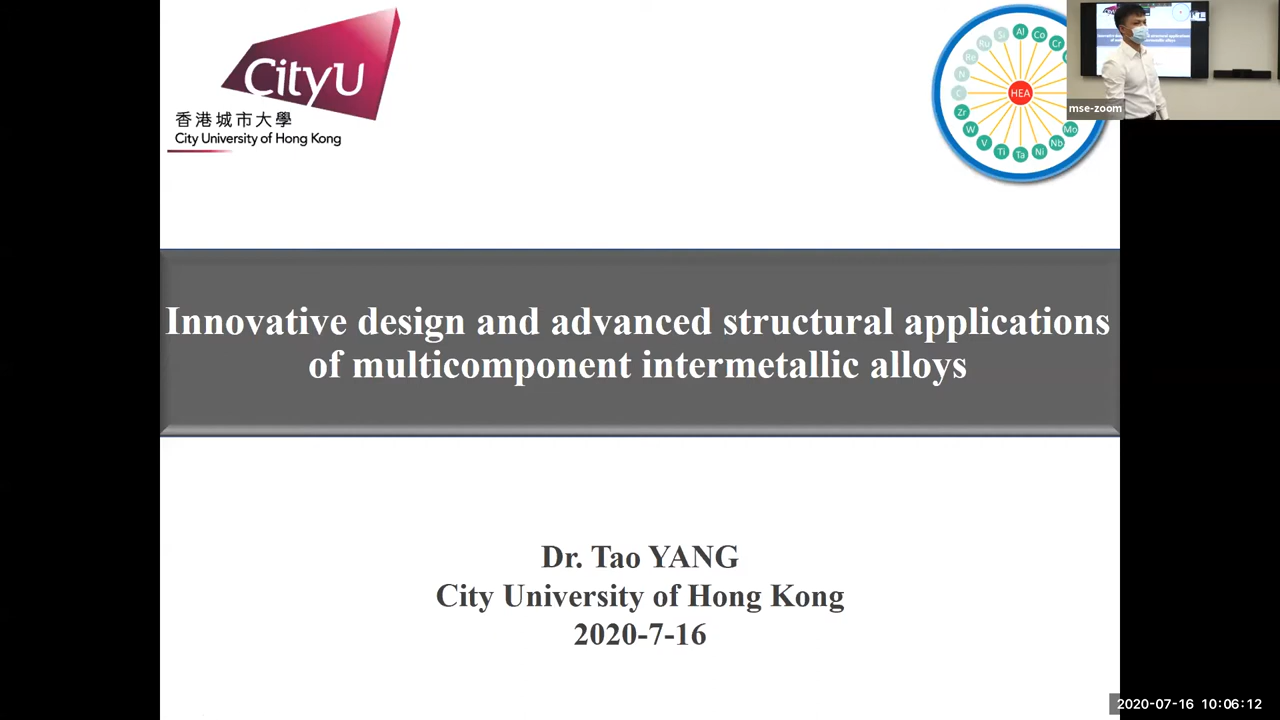 CityU
香港城市大學
City University of Hong Kong
Si
Al
Co
Cr
Ru
Re
N
C
HEA
Zr
W
V
Ti
Ta
Ni
Nb
Mo
mse-zoom
Innovative design and advanced structural applications
of multicomponent intermetallic alloys
Dr. Tao YANG
City University of Hong Kong
2020-7-16
2020-07-16 10:06:12